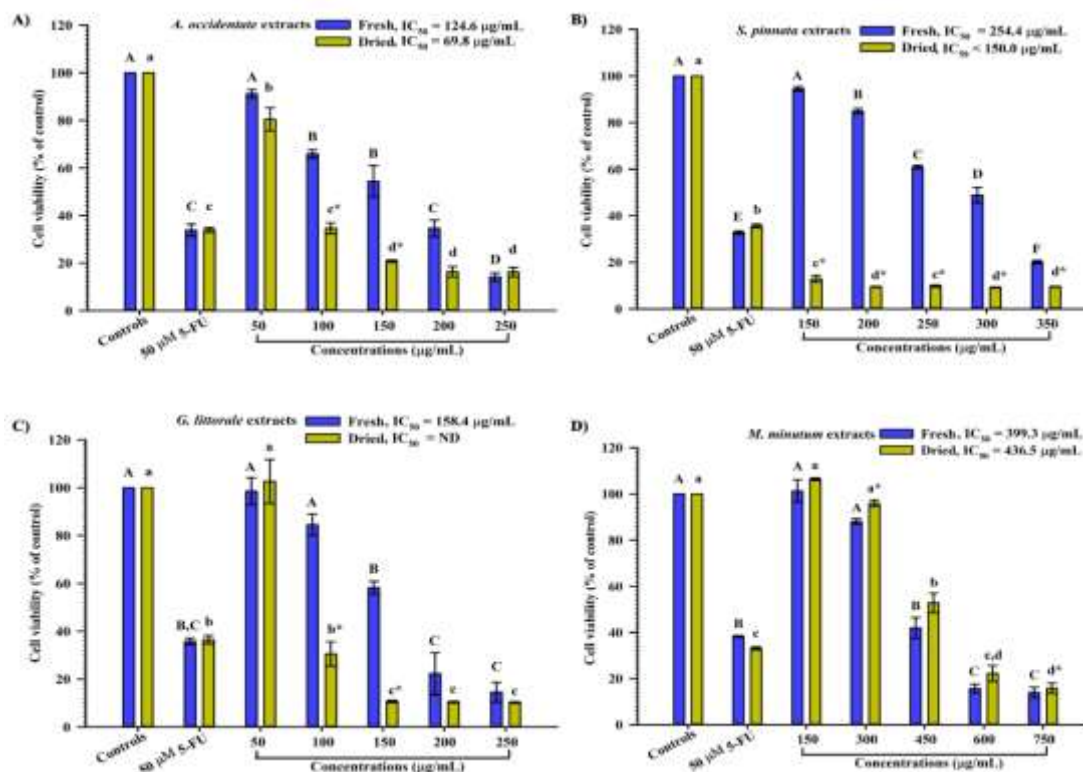 A)
A. occidentale extracts
Fresh, IC50 = 124.6 µg/mL
Dried, IC50 = 69.8 µg/mL
Cell viability (% of control)
120
100
80
60
40
20
0
A a
C c
A b
B c*
B d*
C d
D d
Controls
50 µM 5-FU
50 100 150 200 250
Concentrations (µg/mL)
B)
S. pinnata extracts
Fresh, IC50 = 254.4 µg/mL
Dried, IC50 < 150.0 µg/mL
Cell viability (% of control)
120
100
80
60
40
20
0
A a
E b
A c*
B d*
C c*
D d*
F d*
Controls
50 µM 5-FU
150 200 250 300 350
Concentrations (µg/mL)
C)
G. littorale extracts
Fresh, IC50 = 158.4 µg/mL
Dried, IC50 = ND
Cell viability (% of control)
120
100
80
60
40
20
0
A a
B,C b
A a
A b*
B c*
C c
C c
Controls
50 µM 5-FU
50 100 150 200 250
Concentrations (µg/mL)
D)
M. minutum extracts
Fresh, IC50 = 399.3 µg/mL
Dried, IC50 = 436.5 µg/mL
Cell viability (% of control)
120
100
80
60
40
20
0
A a
B c
A a
A a*
B b
C c,d
C d*
Controls
50 µM 5-FU
150 300 450 600 750
Concentrations (µg/mL)